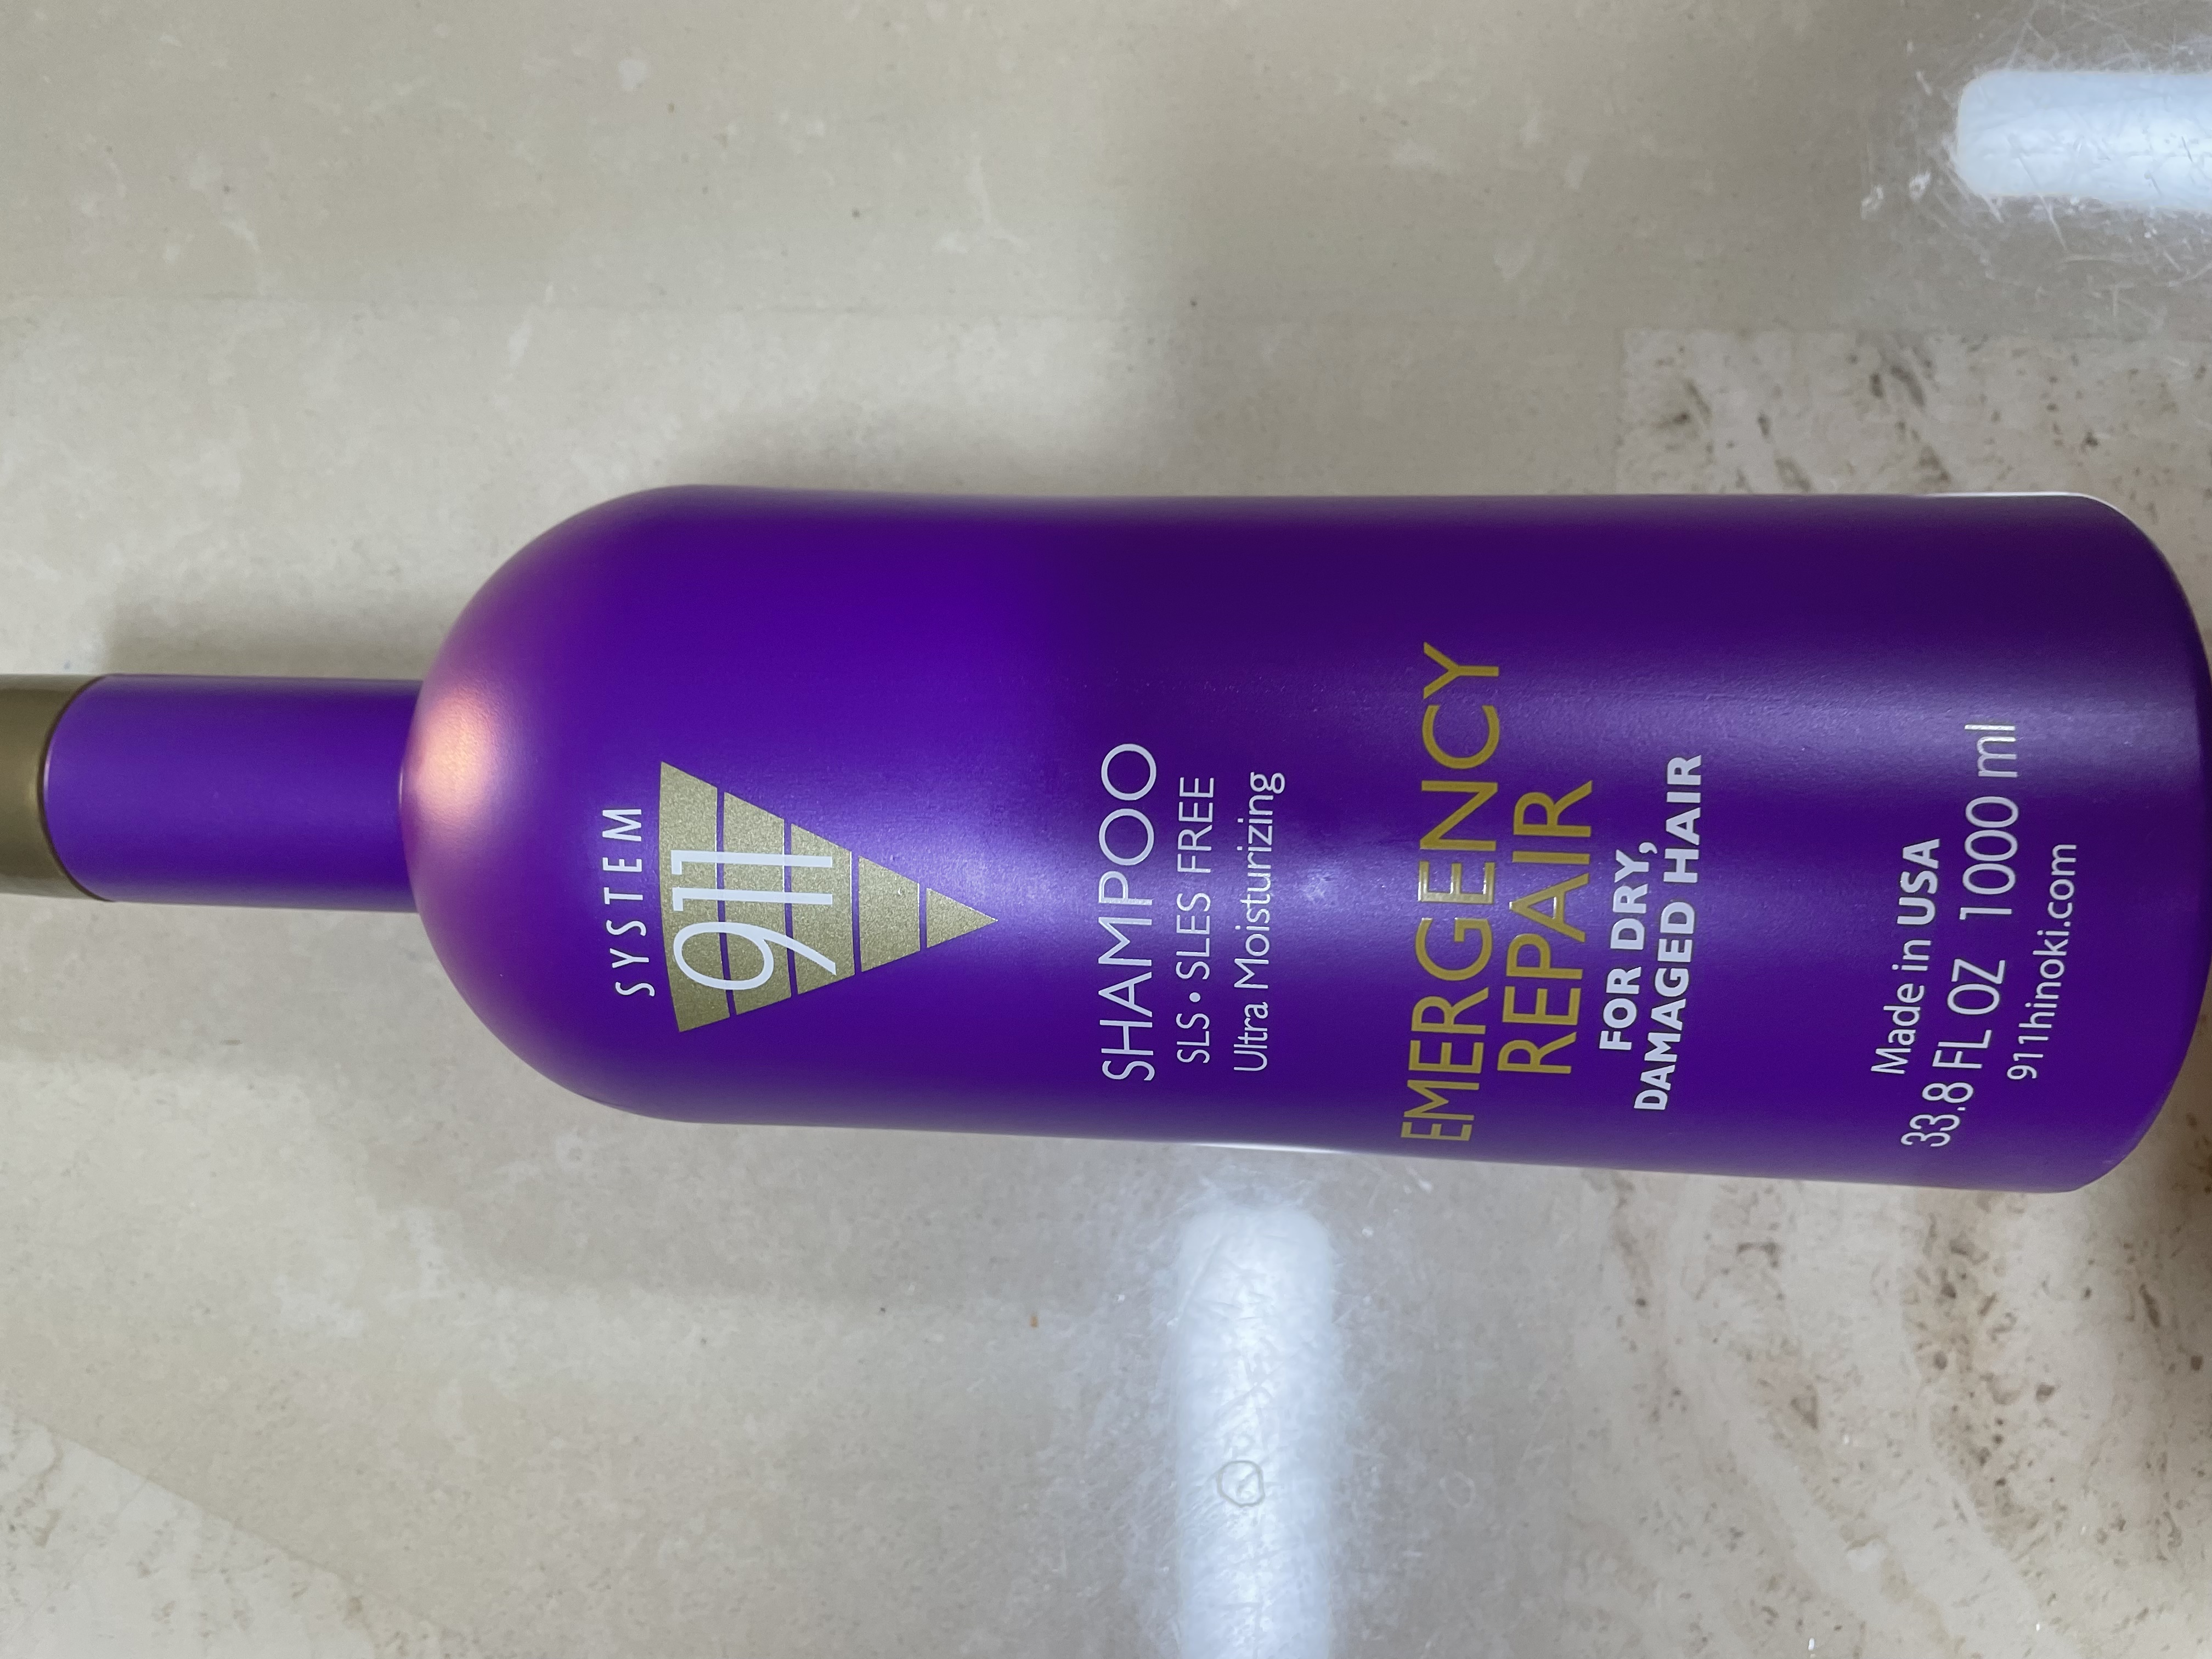 SYSTEM
911
SHAMPOO
SLS•SLES FREE
Ultra Moisturizing
EMERGENCY
REPAIR
FOR DRY,
DAMAGED HAIR
Made in USA
33.8 FL OZ 1000 ml
911hinoki.com